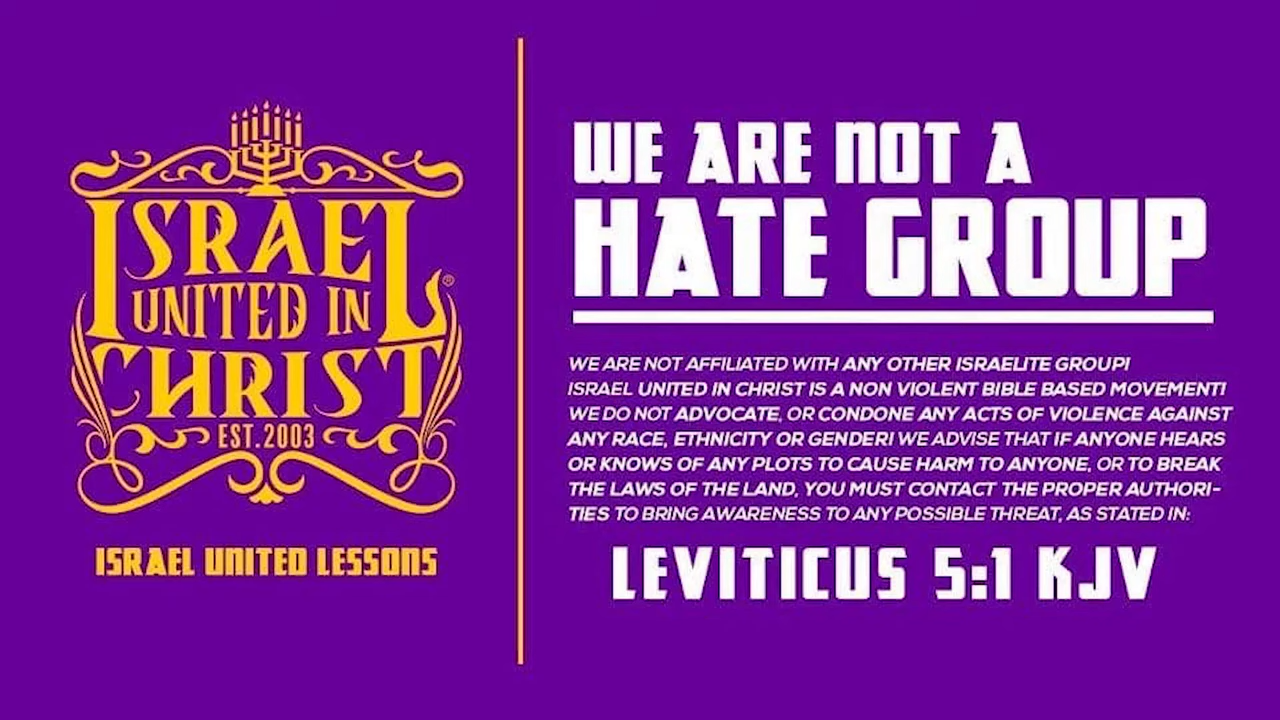 ISRAEL
UNITED IN
CHRIST
EST. 2003
ISRAEL UNITED LESSONS
WE ARE NOT A
HATE GROUP
WE ARE NOT AFFILIATED WITH ANY OTHER ISRAELITE GROUP!
ISRAEL UNITED IN CHRIST IS A NON VIOLENT BIBLE BASED MOVEMENT!
WE DO NOT ADVOCATE, OR CONDONE ANY ACTS OF VIOLENCE AGAINST
ANY RACE, ETHNICITY OR GENDER! WE ADVISE THAT IF ANYONE HEARS
OR KNOWS OF ANY PLOTS TO CAUSE HARM TO ANYONE, OR TO BREAK
THE LAWS OF THE LAND, YOU MUST CONTACT THE PROPER AUTHORI-
TIES TO BRING AWARENESS TO ANY POSSIBLE THREAT, AS STATED IN:
LEVITICUS 5:1 KJV